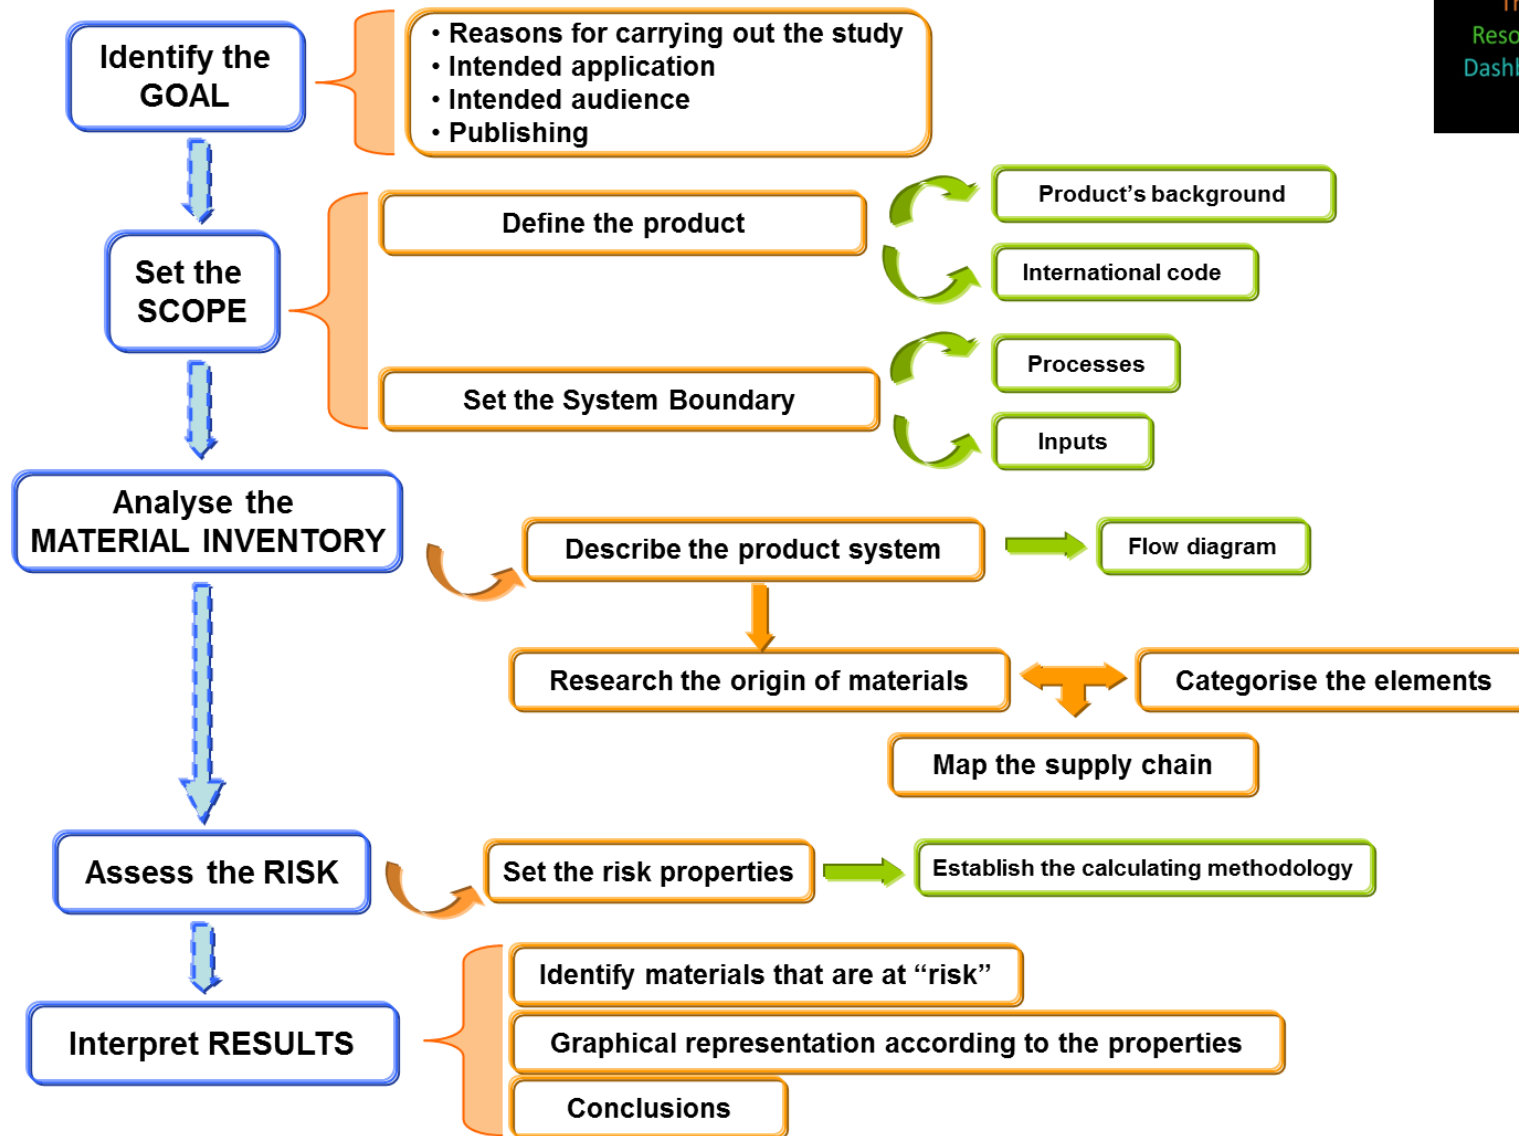 Identify the
GOAL
• Reasons for carrying out the study
• Intended application
• Intended audience
• Publishing
Set the
SCOPE
Define the product
Product’s background
International code
Set the System Boundary
Processes
Inputs
Analyse the
MATERIAL INVENTORY
Describe the product system
Flow diagram
Research the origin of materials
Categorise the elements
Map the supply chain
Assess the RISK
Set the risk properties
Establish the calculating methodology
Interpret RESULTS
Identify materials that are at “risk”
Graphical representation according to the properties
Conclusions